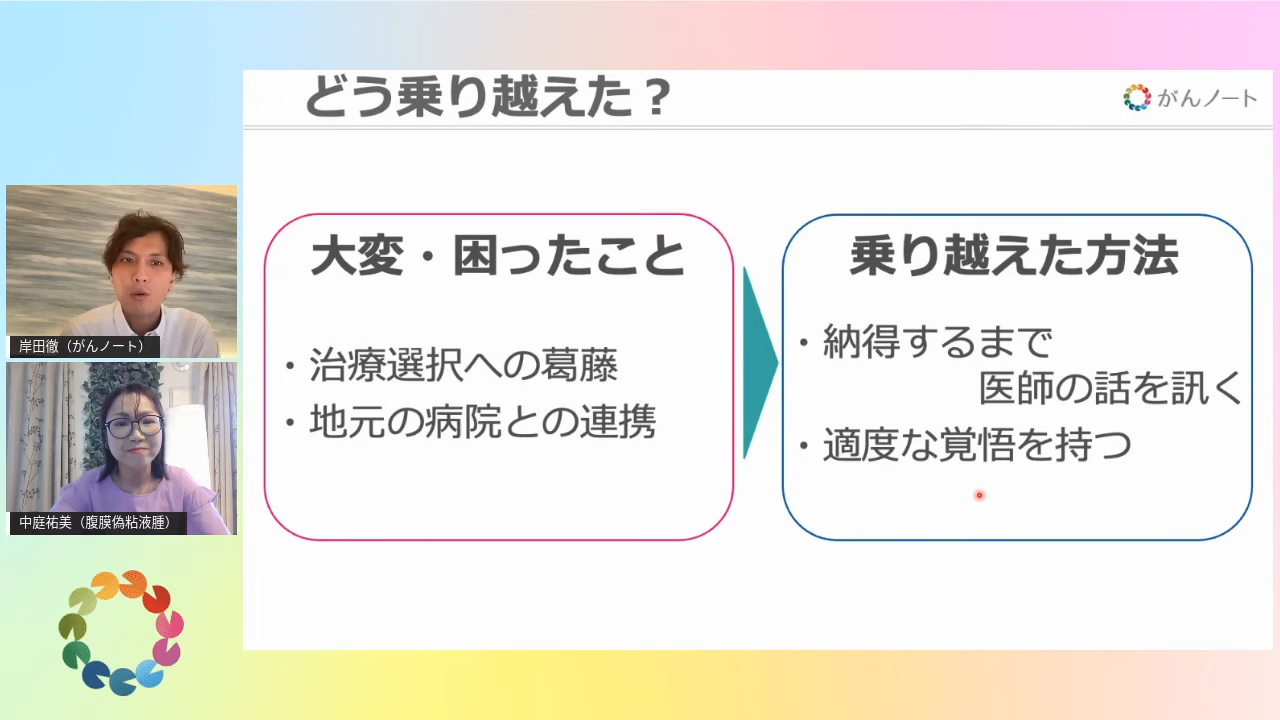 どう乗り越えた？
がんノート
大変・困ったこと
・治療選択への葛藤
・地元の病院との連携
乗り越えた方法
・納得するまで
医師の話を訊く
・適度な覚悟を持つ
岸田徹（がんノート）
中庭祐美（腹膜偽粘液腫）